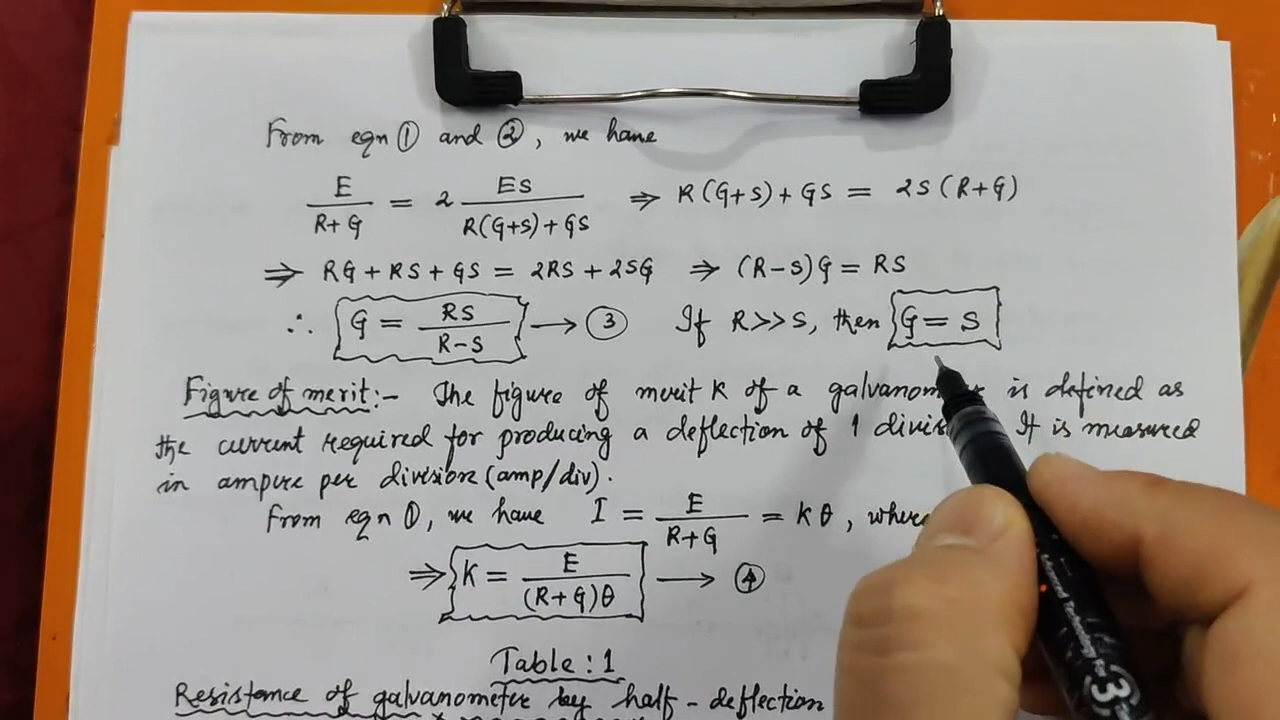 From eqn ① and ②, we have
E/(R+G) = 2 ES/(R(G+S)+GS) ⇒ R(G+S)+GS = 2S(R+G)
⇒ RG+RS+GS = 2RS+2SG ⇒ (R-S)G = RS
∴ G = RS/(R-S) → ③ If R>>S, then G = S
Figure of merit:- The figure of merit K of a galvanom is defined as
the current required for producing a deflection of 1 divis It is measured
in ampere per division (amp/div).
From eqn ①, we have I = E/(R+G) = Kθ, where
⇒ K = E/((R+G)θ) → ④
Table : 1
Resistance of galvanometer by half-deflection